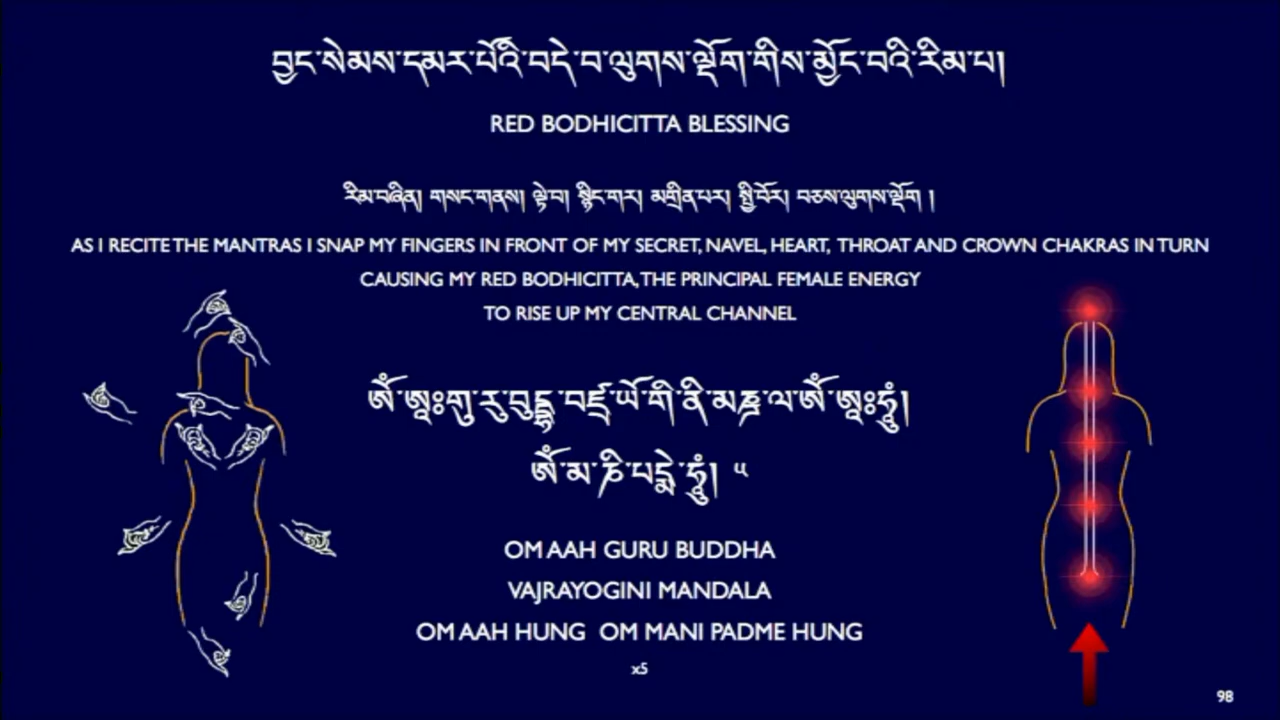 བྱང་སེམས་དམར་པོའི་བདེ་བ་ལུགས་ལྡོག་གིས་མྱོང་བའི་རིམ་པ།
RED BODHICITTA BLESSING
རིམ་བཞིན། གསང་གནས། ལྟེ་བ། སྙིང་གར། མགྲིན་པར། སྤྱི་བོར། བཅས་ལུགས་ལྡོག །
AS I RECITE THE MANTRAS I SNAP MY FINGERS IN FRONT OF MY SECRET, NAVEL, HEART, THROAT AND CROWN CHAKRAS IN TURN
CAUSING MY RED BODHICITTA, THE PRINCIPAL FEMALE ENERGY
TO RISE UP MY CENTRAL CHANNEL
ཨོཾ་ཨཱཿགུ་རུ་བུདྡྷ་བཛྲ་ཡོ་གི་ནི་མཎྜ་ལ་ཨོཾ་ཨཱཿཧཱུྃ།
ཨོཾ་མ་ཎི་པདྨེ་ཧཱུྃ། ༥
OM AAH GURU BUDDHA
VAJRAYOGINI MANDALA
OM AAH HUNG OM MANI PADME HUNG
x5
98